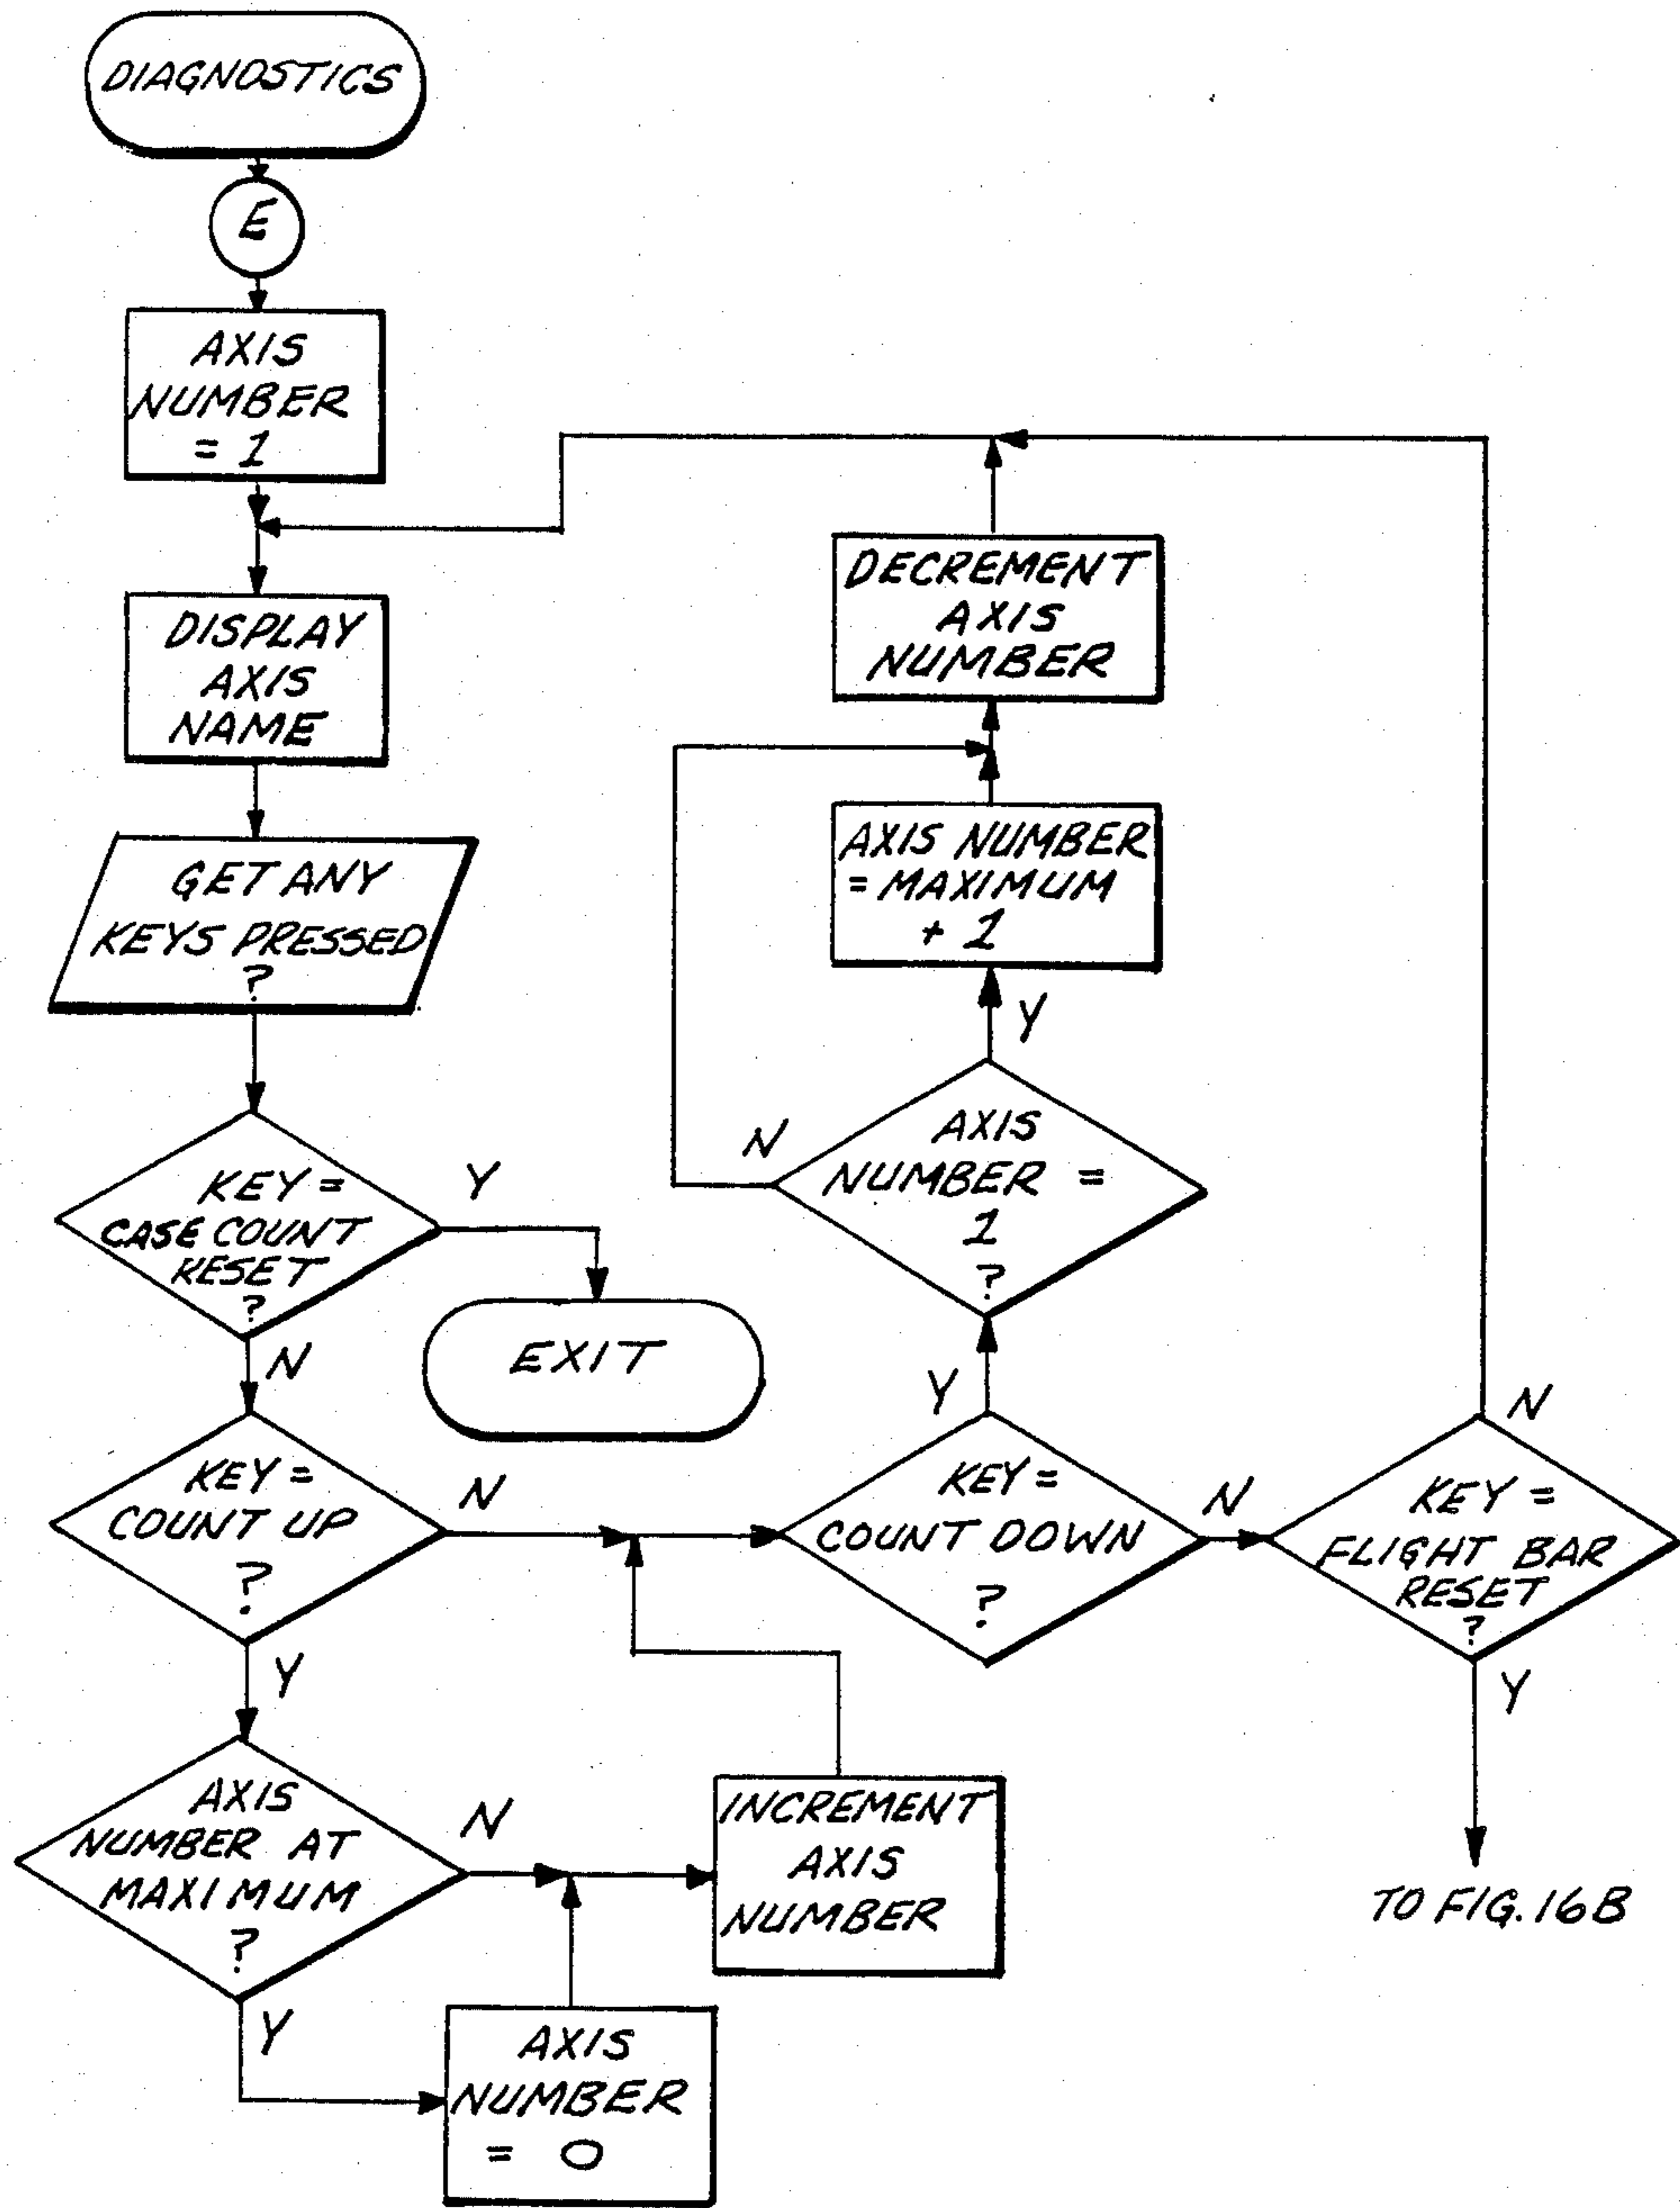 DIAGNOSTICS
E
AXIS
NUMBER
= 1
DISPLAY
AXIS
NAME
GET ANY
KEYS PRESSED
?
KEY =
CASE COUNT
RESET
?
Y
N
EXIT
KEY =
COUNT UP
?
N
Y
AXIS
NUMBER AT
MAXIMUM
?
N
Y
AXIS
NUMBER
= 0
INCREMENT
AXIS
NUMBER
DECREMENT
AXIS
NUMBER
AXIS NUMBER
= MAXIMUM
+ 1
Y
N
AXIS
NUMBER =
1
?
Y
KEY =
COUNT DOWN
?
N
N
KEY =
FLIGHT BAR
RESET
?
Y
TO FIG. 16B